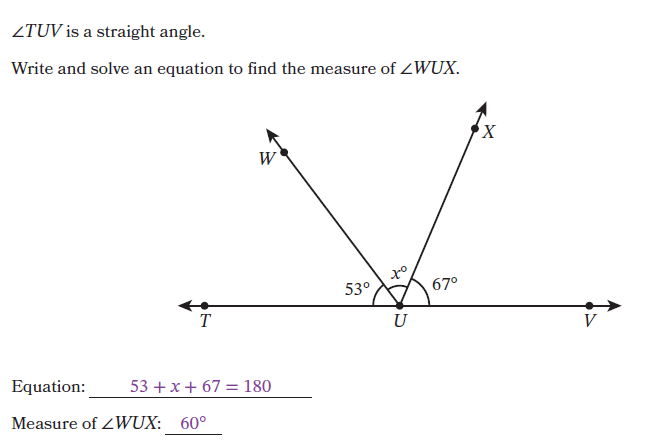 ∠TUV is a straight angle.
Write and solve an equation to find the measure of ∠WUX.
X
W
x°
53°
67°
T
U
V
Equation: 53 + x + 67 = 180
Measure of ∠WUX: 60°